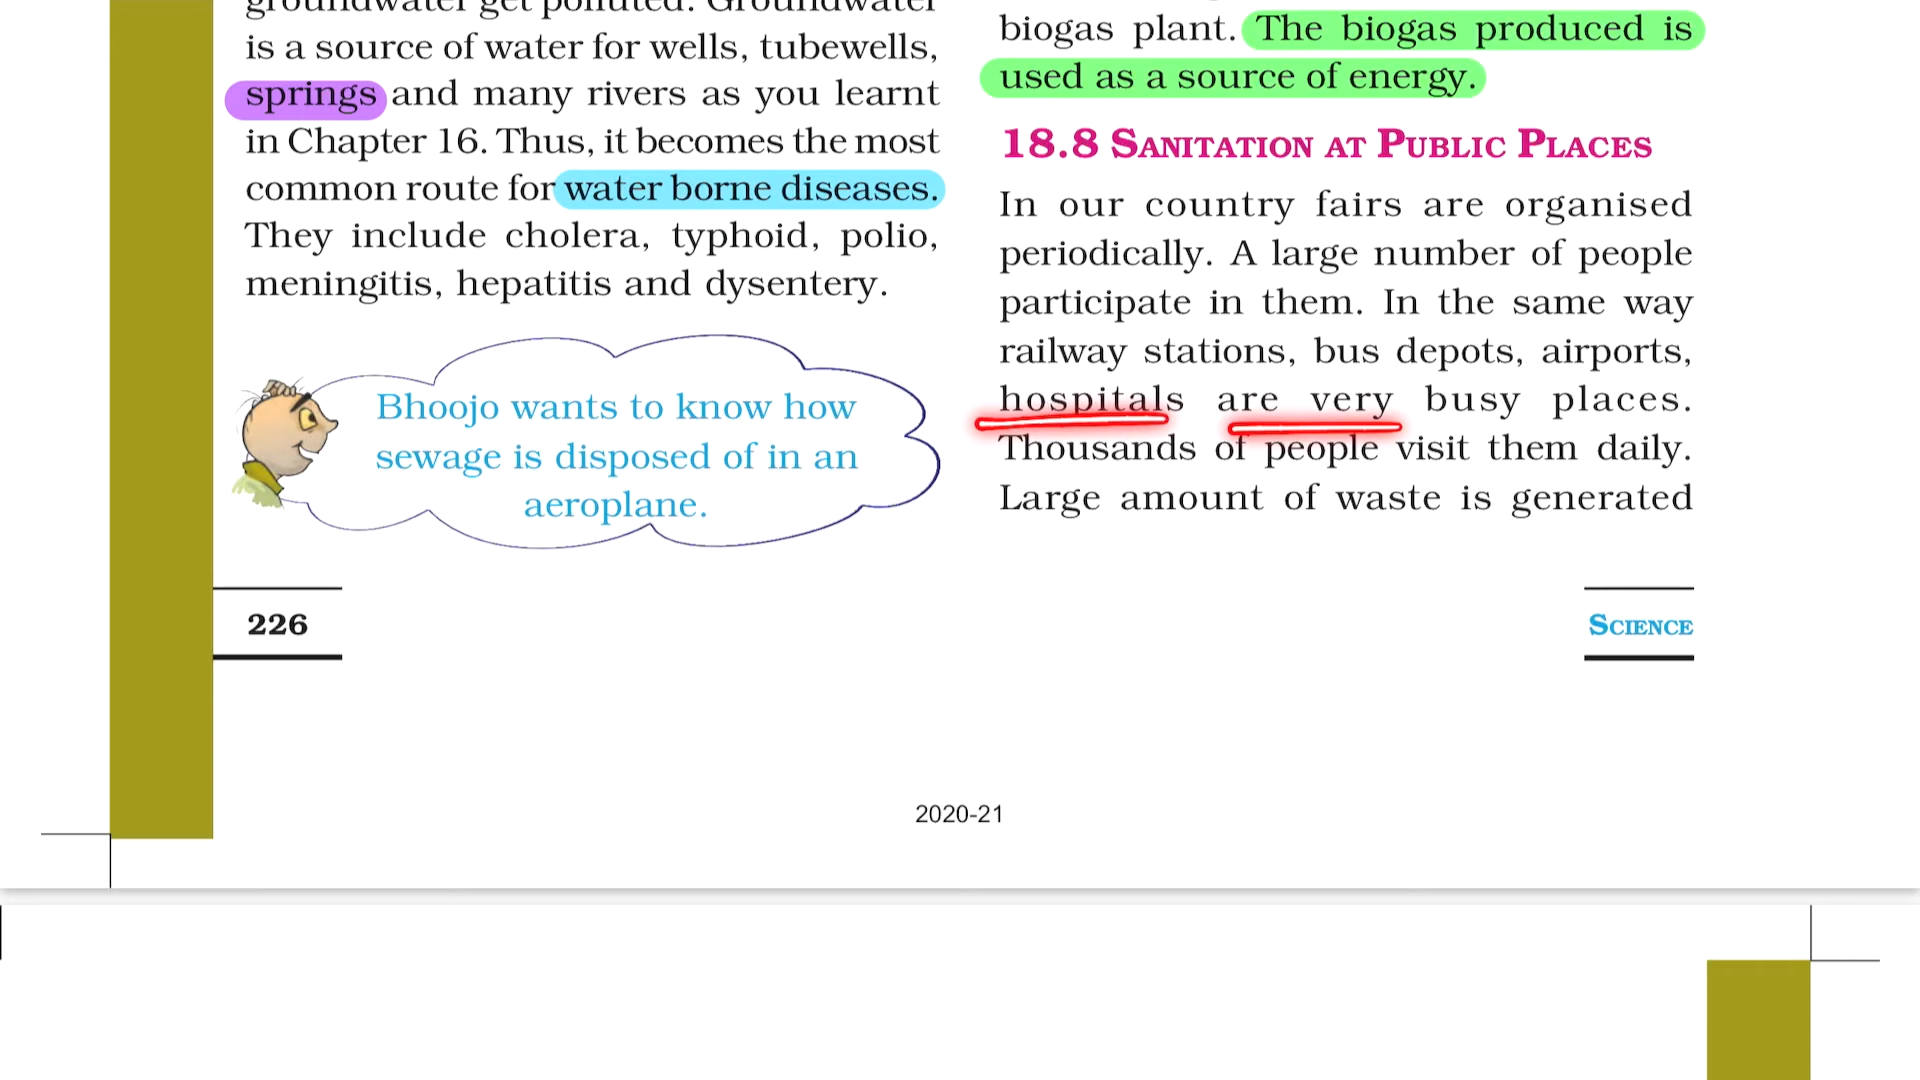 groundwater get polluted. Groundwater
is a source of water for wells, tubewells,
springs and many rivers as you learnt
in Chapter 16. Thus, it becomes the most
common route for water borne diseases.
They include cholera, typhoid, polio,
meningitis, hepatitis and dysentery.
Bhoojo wants to know how
sewage is disposed of in an
aeroplane.
226
biogas plant. The biogas produced is
used as a source of energy.
18.8 SANITATION AT PUBLIC PLACES
In our country fairs are organised
periodically. A large number of people
participate in them. In the same way
railway stations, bus depots, airports,
hospitals are very busy places.
Thousands of people visit them daily.
Large amount of waste is generated
SCIENCE
2020-21